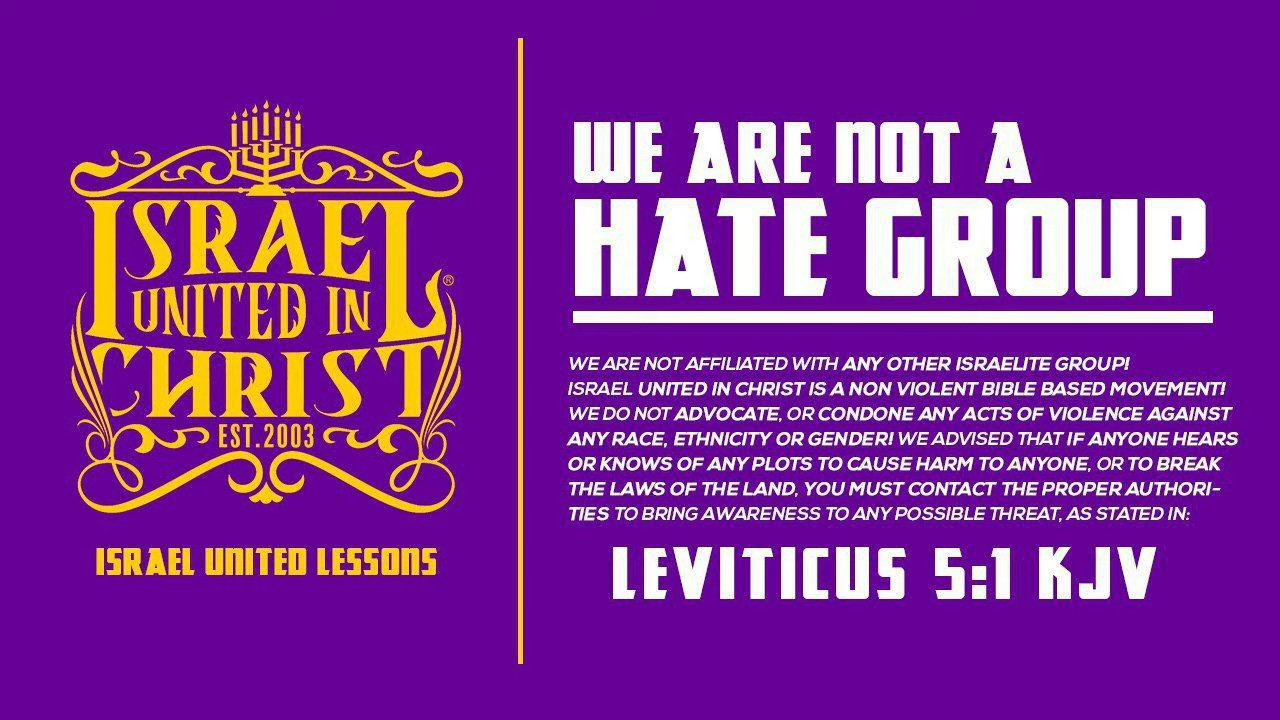 ISRAEL
UNITED IN
CHRIST
EST.2003
®
ISRAEL UNITED LESSONS
WE ARE NOT A
HATE GROUP
WE ARE NOT AFFILIATED WITH ANY OTHER ISRAELITE GROUP!
ISRAEL UNITED IN CHRIST IS A NON VIOLENT BIBLE BASED MOVEMENT!
WE DO NOT ADVOCATE, OR CONDONE ANY ACTS OF VIOLENCE AGAINST
ANY RACE, ETHNICITY OR GENDER! WE ADVISED THAT IF ANYONE HEARS
OR KNOWS OF ANY PLOTS TO CAUSE HARM TO ANYONE, OR TO BREAK
THE LAWS OF THE LAND, YOU MUST CONTACT THE PROPER AUTHORI-
TIES TO BRING AWARENESS TO ANY POSSIBLE THREAT, AS STATED IN:
LEVITICUS 5:1 KJV